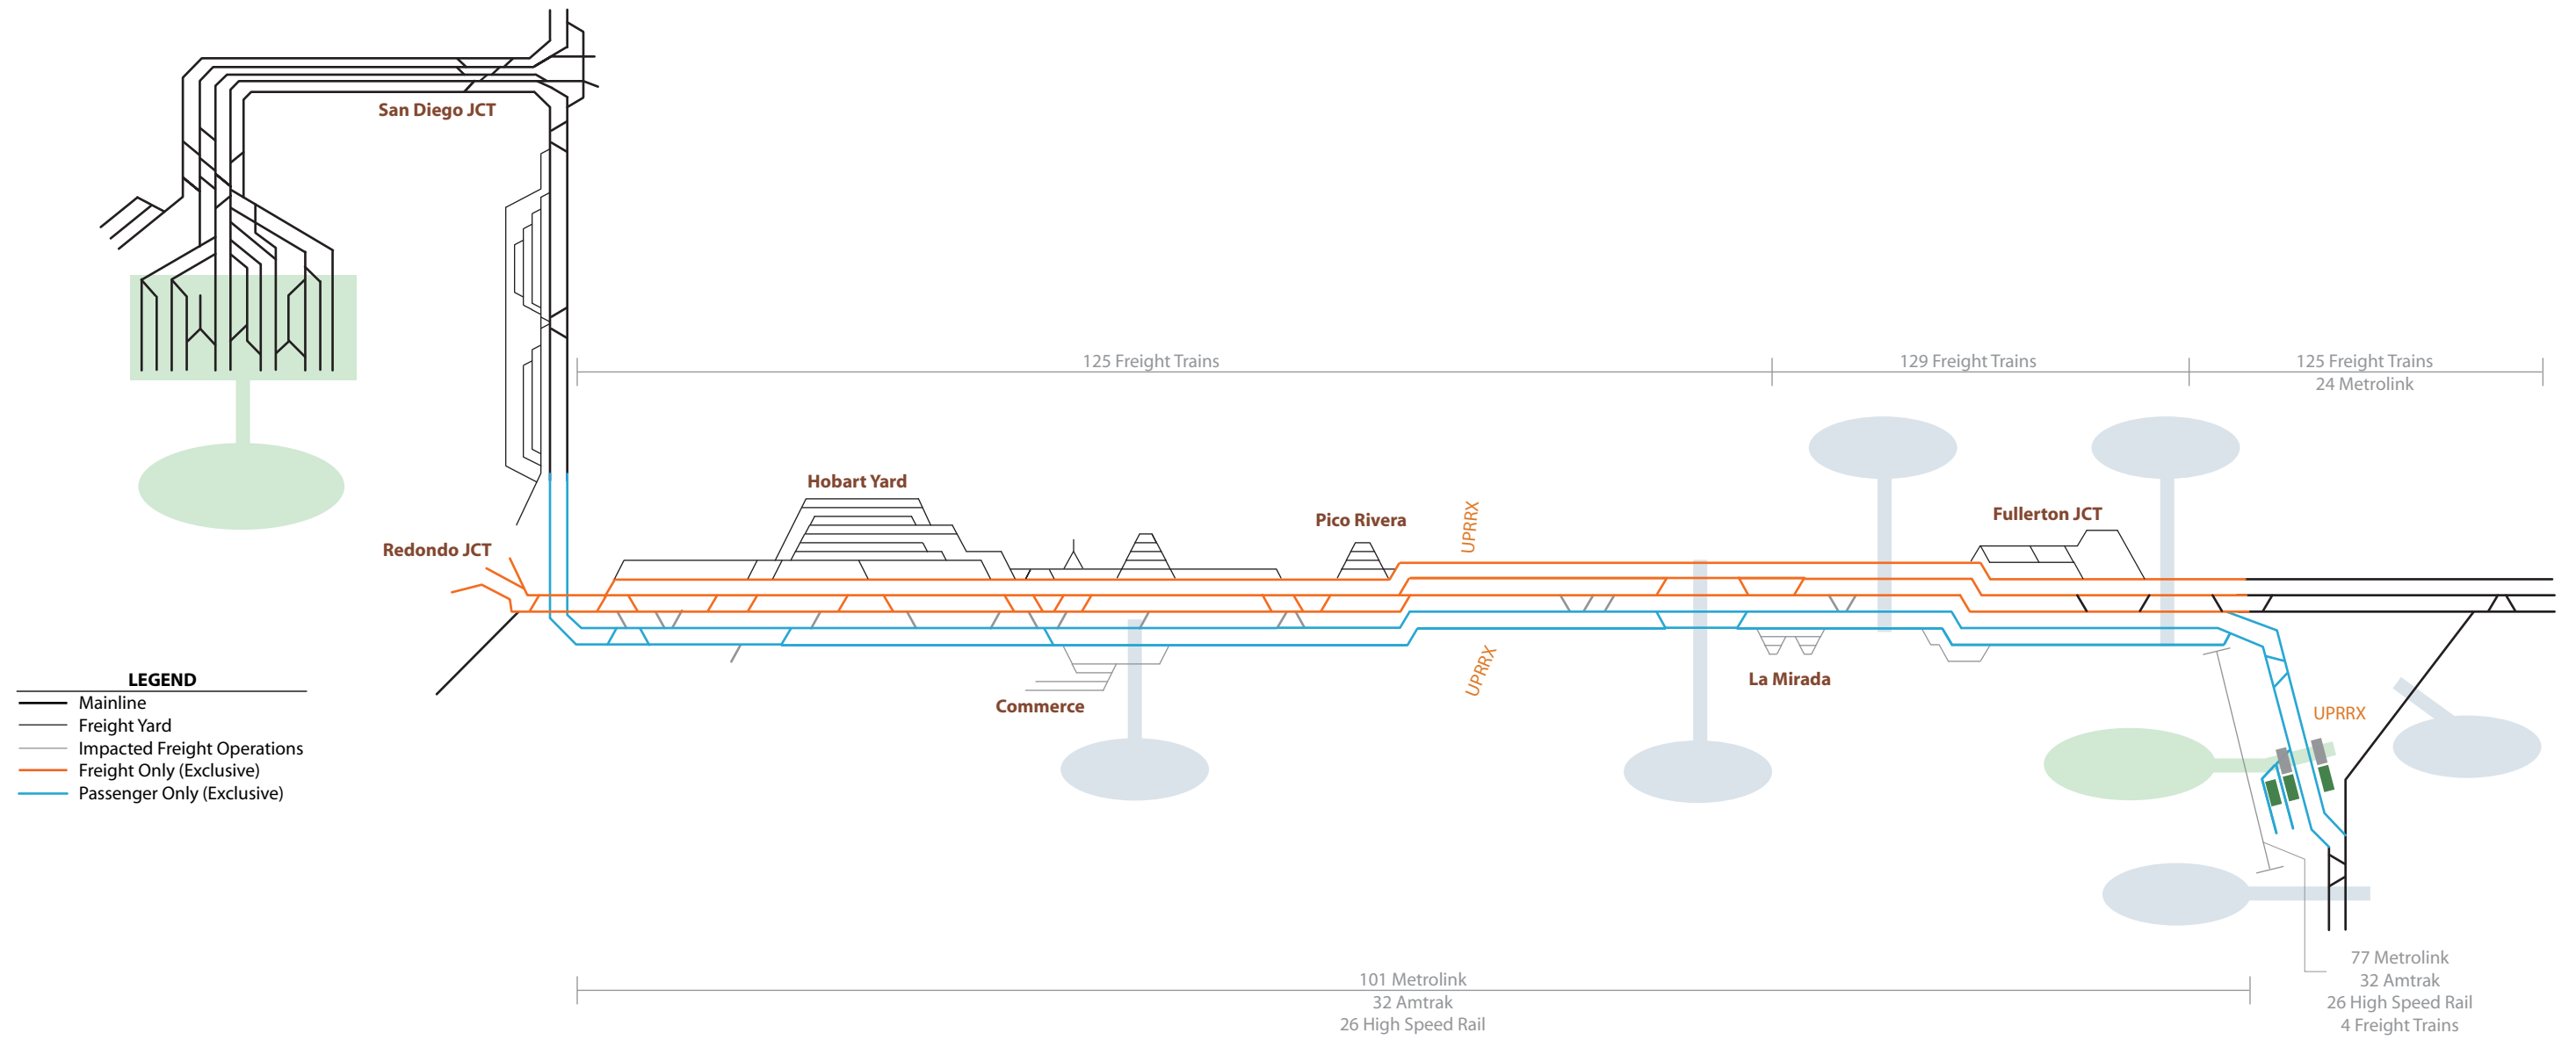 San Diego JCT
125 Freight Trains
129 Freight Trains
125 Freight Trains
24 Metrolink
Hobart Yard
Pico Rivera
UPRRX
Fullerton JCT
Redondo JCT
UPRRX
La Mirada
Commerce
UPRRX
LEGEND
Mainline
Freight Yard
Impacted Freight Operations
Freight Only (Exclusive)
Passenger Only (Exclusive)
101 Metrolink
32 Amtrak
26 High Speed Rail
77 Metrolink
32 Amtrak
26 High Speed Rail
4 Freight Trains